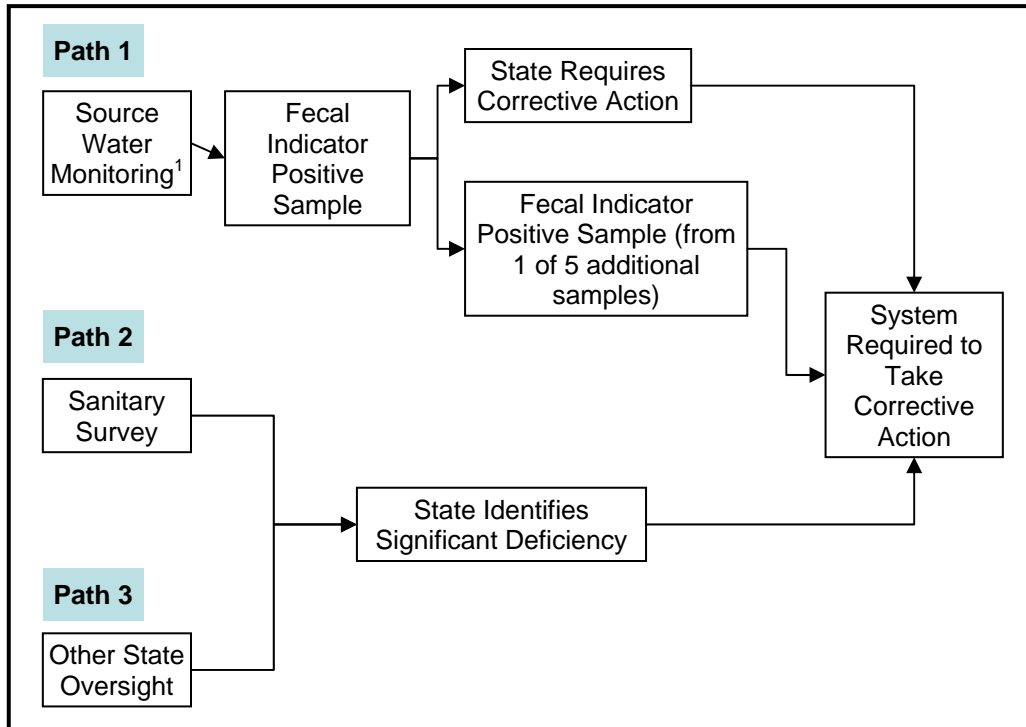 Path 1
Source
Water
Monitoring1
Fecal
Indicator
Positive
Sample
State Requires
Corrective Action
Fecal Indicator
Positive Sample (from
1 of 5 additional
samples)
System
Required to
Take
Corrective
Action
Path 2
Sanitary
Survey
State Identifies
Significant Deficiency
Path 3
Other State
Oversight